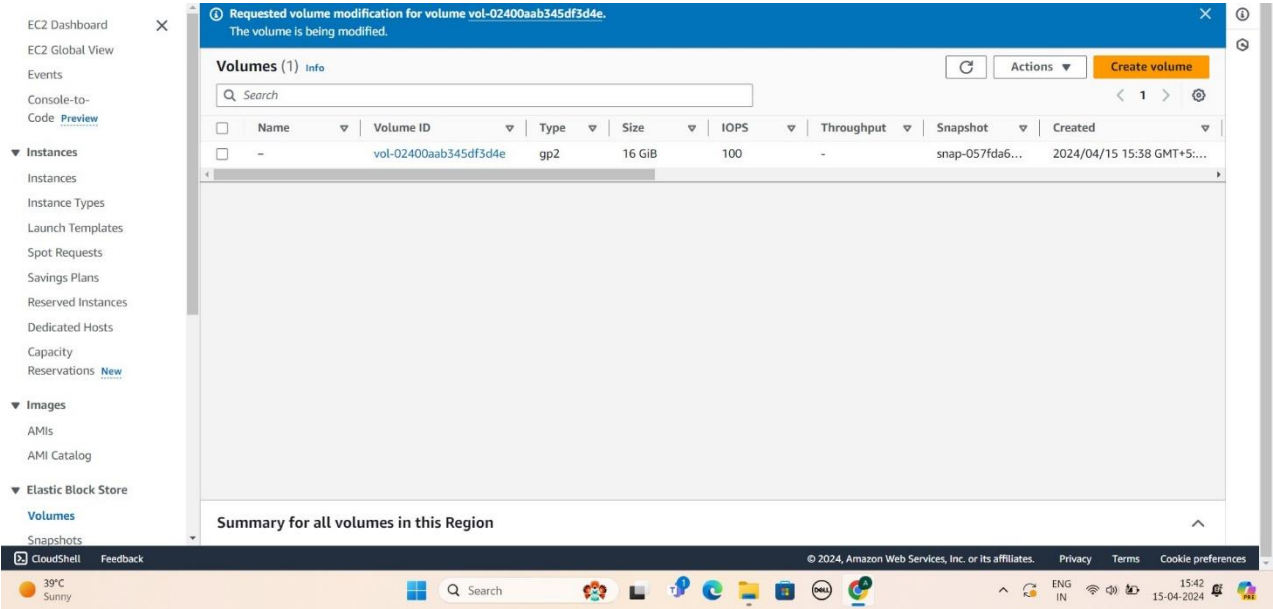 EC2 Dashboard
EC2 Global View
Events
Console-to-
Code Preview
Instances
Instances
Instance Types
Launch Templates
Spot Requests
Savings Plans
Reserved Instances
Dedicated Hosts
Capacity
Reservations New
Images
AMIs
AMI Catalog
Elastic Block Store
Volumes
Snapshots
Requested volume modification for volume vol-02400aab345df3d4e.
The volume is being modified.
Volumes (1) Info
Actions
Create volume
Search
1
Name Volume ID Type Size IOPS Throughput Snapshot Created
– vol-02400aab345df3d4e gp2 16 GiB 100 - snap-057fda6... 2024/04/15 15:38 GMT+5:...
Summary for all volumes in this Region
CloudShell Feedback © 2024, Amazon Web Services, Inc. or its affiliates. Privacy Terms Cookie preferences
39°C
Sunny
Search
DELL
ENG
IN
15:42
15-04-2024
PRE